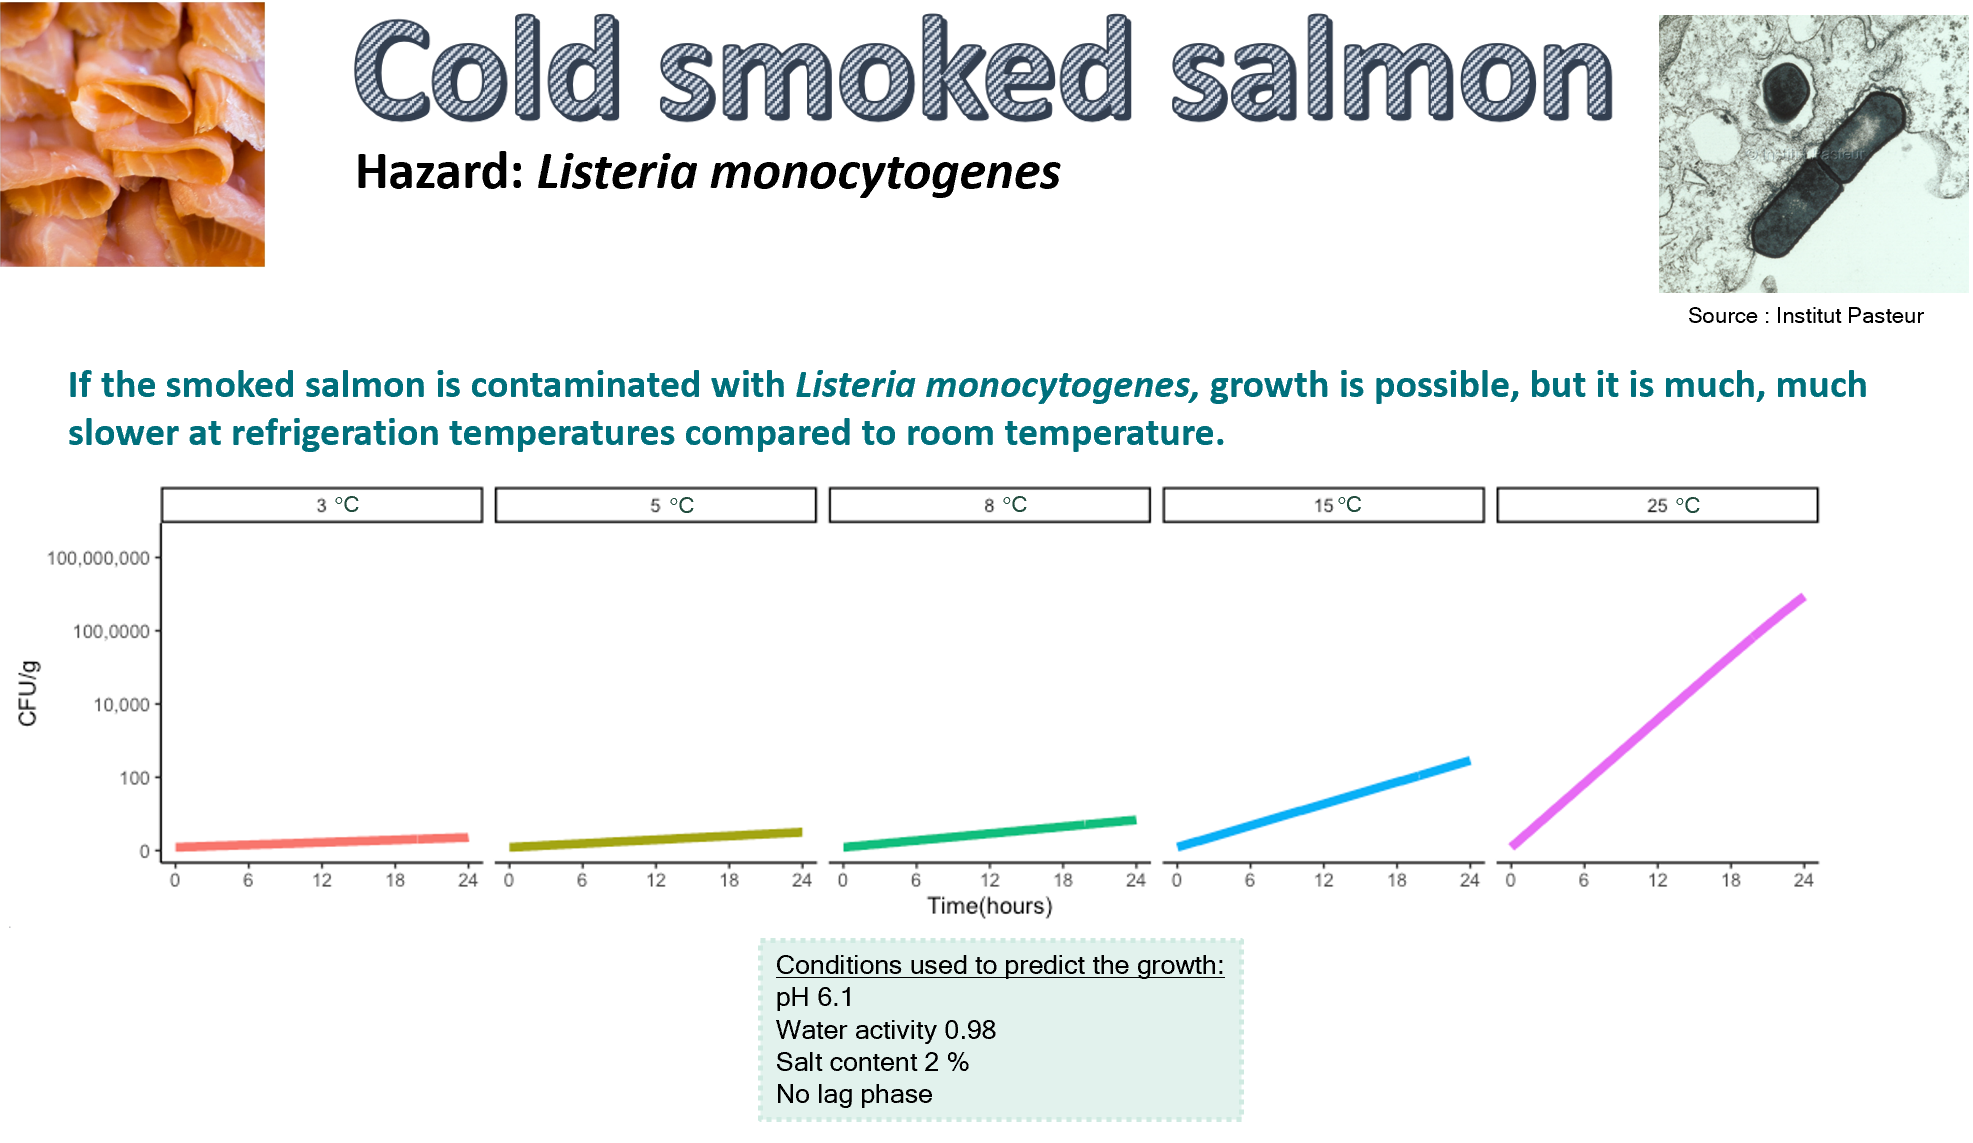 Cold smoked salmon
Hazard: Listeria monocytogenes
Source : Institut Pasteur
If the smoked salmon is contaminated with Listeria monocytogenes, growth is possible, but it is much, much
slower at refrigeration temperatures compared to room temperature.
3 °C 5 °C 8 °C 15 °C 25 °C
100,000,000
100,0000
10,000
100
0
CFU/g
0 6 12 18 24 0 6 12 18 24 0 6 12 18 24 0 6 12 18 24 0 6 12 18 24
Time(hours)
Conditions used to predict the growth:
pH 6.1
Water activity 0.98
Salt content 2 %
No lag phase